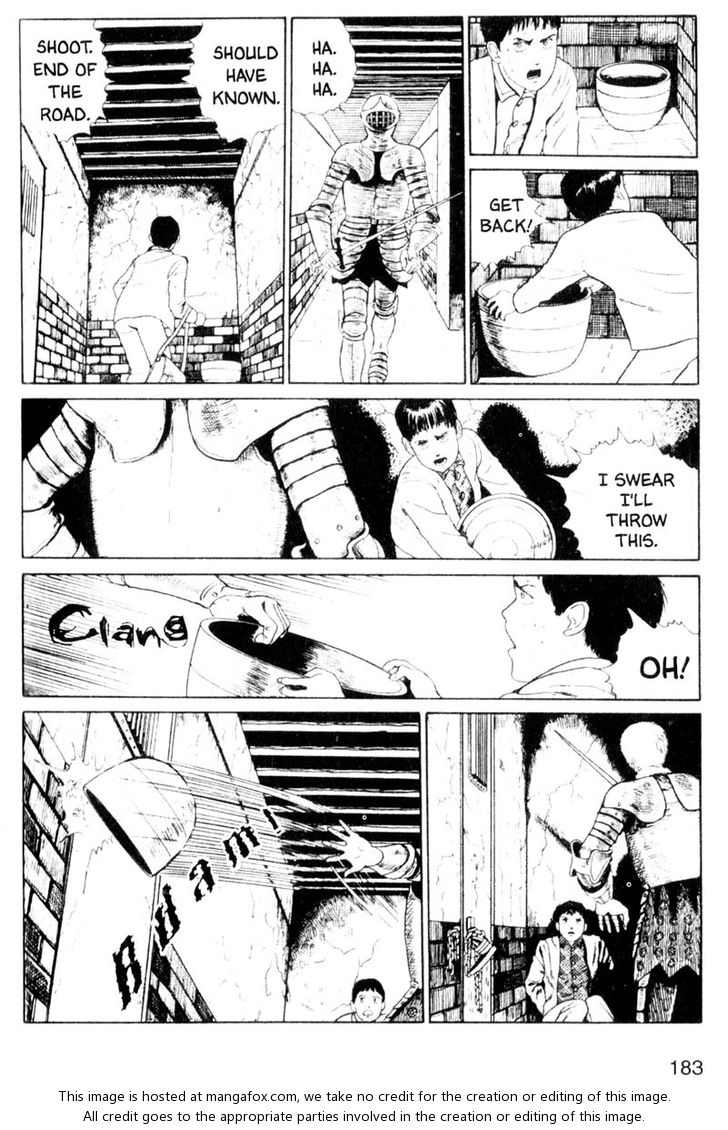 SHOOT.
END OF
THE
ROAD.
SHOULD
HAVE
KNOWN.
HA.
HA.
HA.
GET
BACK!
I SWEAR
I'LL
THROW
THIS.
Clang
OH!
183
This image is hosted at mangafox.com, we take no credit for the creation or editing of this image.
All credit goes to the appropriate parties involved in the creation or editing of this image.